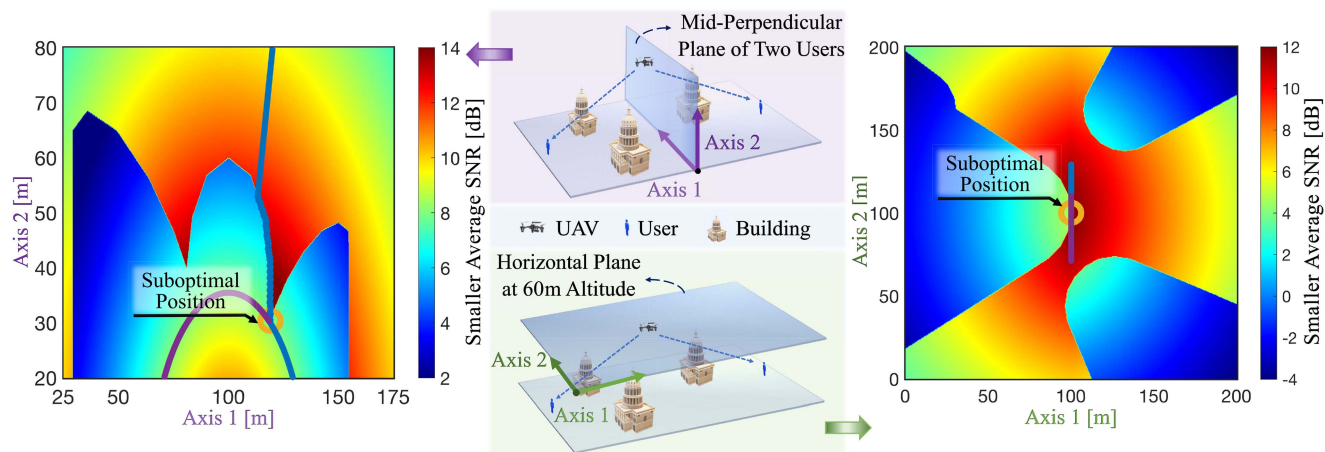 80
70
60
50
40
30
20
25
50
100
150
175
Axis 2 [m]
Axis 1 [m]
Suboptimal
Position
14
12
10
8
6
4
2
Smaller Average SNR [dB]
Mid-Perpendicular
Plane of Two Users
Axis 2
Axis 1
UAV
User
Building
Horizontal Plane
at 60m Altitude
Axis 2
Axis 1
200
150
100
50
0
0
50
100
150
200
Axis 2 [m]
Axis 1 [m]
Suboptimal
Position
12
10
8
6
4
2
0
-2
-4
Smaller Average SNR [dB]